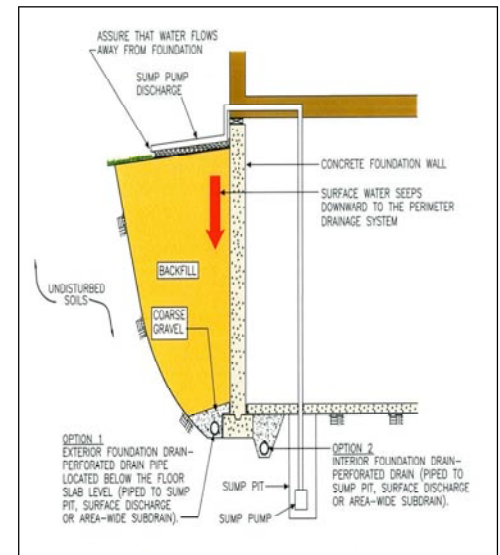 ASSURE THAT WATER FLOWS
AWAY FROM FOUNDATION
SUMP PUMP
DISCHARGE
CONCRETE FOUNDATION WALL
SURFACE WATER SEEPS
DOWNWARD TO THE PERIMETER
DRAINAGE SYSTEM
BACKFILL
UNDISTURBED
SOILS
COARSE
GRAVEL
OPTION 1
EXTERIOR FOUNDATION DRAIN-
PERFORATED DRAIN PIPE
LOCATED BELOW THE FLOOR
SLAB LEVEL (PIPED TO SUMP
PIT, SURFACE DISCHARGE
OR AREA-WIDE SUBDRAIN).
SUMP PIT
SUMP PUMP
OPTION 2
INTERIOR FOUNDATION DRAIN-
PERFORATED DRAIN (PIPED TO
SUMP PIT, SURFACE DISCHARGE
OR AREA-WIDE SUBDRAIN).